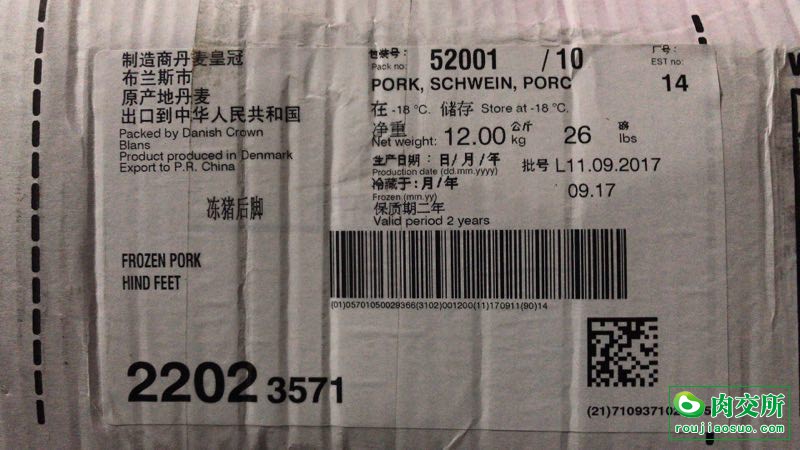 制造商丹麦皇冠
布兰斯市
原产地丹麦
出口到中华人民共和国
Packed by Danish Crown
Blans
Product produced in Denmark
Export to P.R. China
冻猪后脚
FROZEN PORK
HIND FEET
2202 3571
包装号:
Pack no: 52001 / 10
厂号:
EST no:
14
PORK, SCHWEIN, PORC
在 -18 °C. 储存 Store at -18 °C.
净重 公斤 磅
Net weight: 12.00 kg 26 lbs
生产日期: 日/月/年 批号 L11.09.2017
Production date (dd.mm.yyyy)
冷藏于: 月/年 09.17
Frozen (mm.yy)
保质期二年
Valid period 2 years
(01)05701050029366(3102)001200(11)170911(90)14
(21)710937102
肉交所
roujiaosuo.com